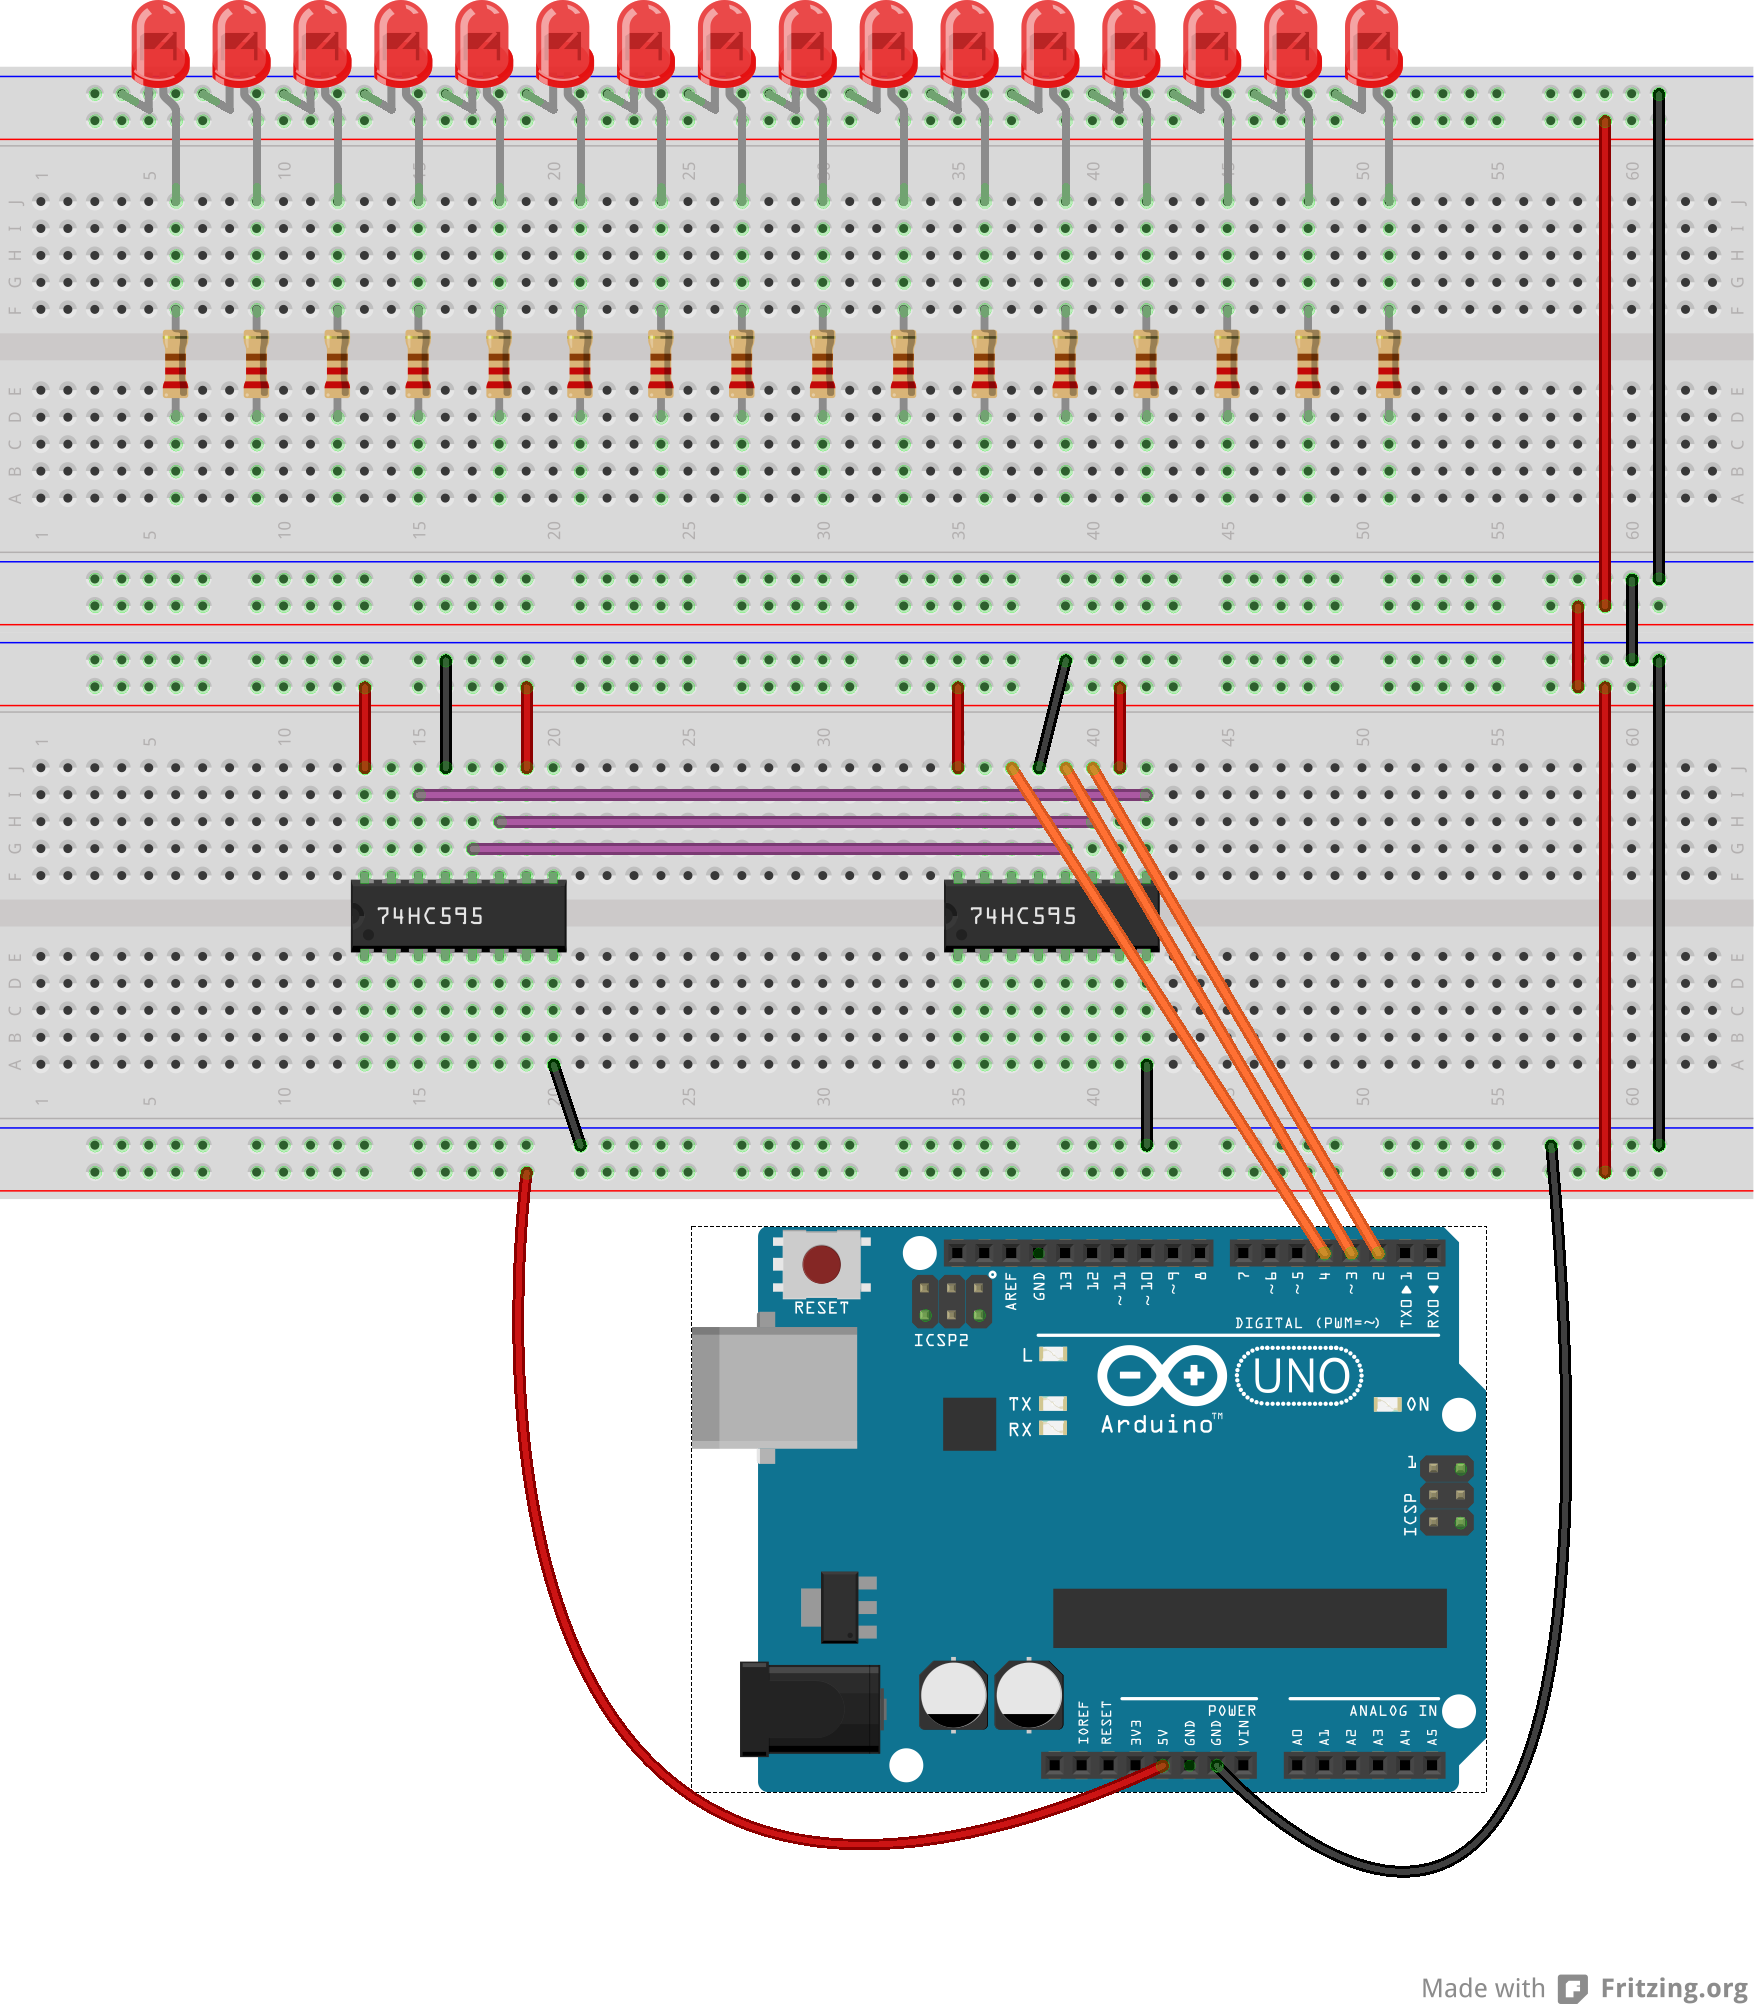 1 5 10 15 20 25 30 35 40 45 50 55 60
J J
I I
H H
G G
F F
E E
D D
C C
B B
A A
1 5 10 15 20 25 30 35 40 45 50 55 60
1 5 10 15 20 25 30 35 40 45 50 55 60
J J
I I
H H
G G
F F
74HC595 74HC595
E E
D D
C C
B B
A A
1 5 10 15 20 25 30 35 40 45 50 55 60
RESET
AREF GND 13 12 ~11 ~10 ~9 8 7 ~6 ~5 4 ~3 2 TX0▶1 RX0◀0
DIGITAL (PWM=~)
ICSP2
L
TX
RX
UNO
Arduino™
ON
1
ICSP
POWER
ANALOG IN
IOREF RESET 3V3 5V GND GND VIN A0 A1 A2 A3 A4 A5
Made with Fritzing.org